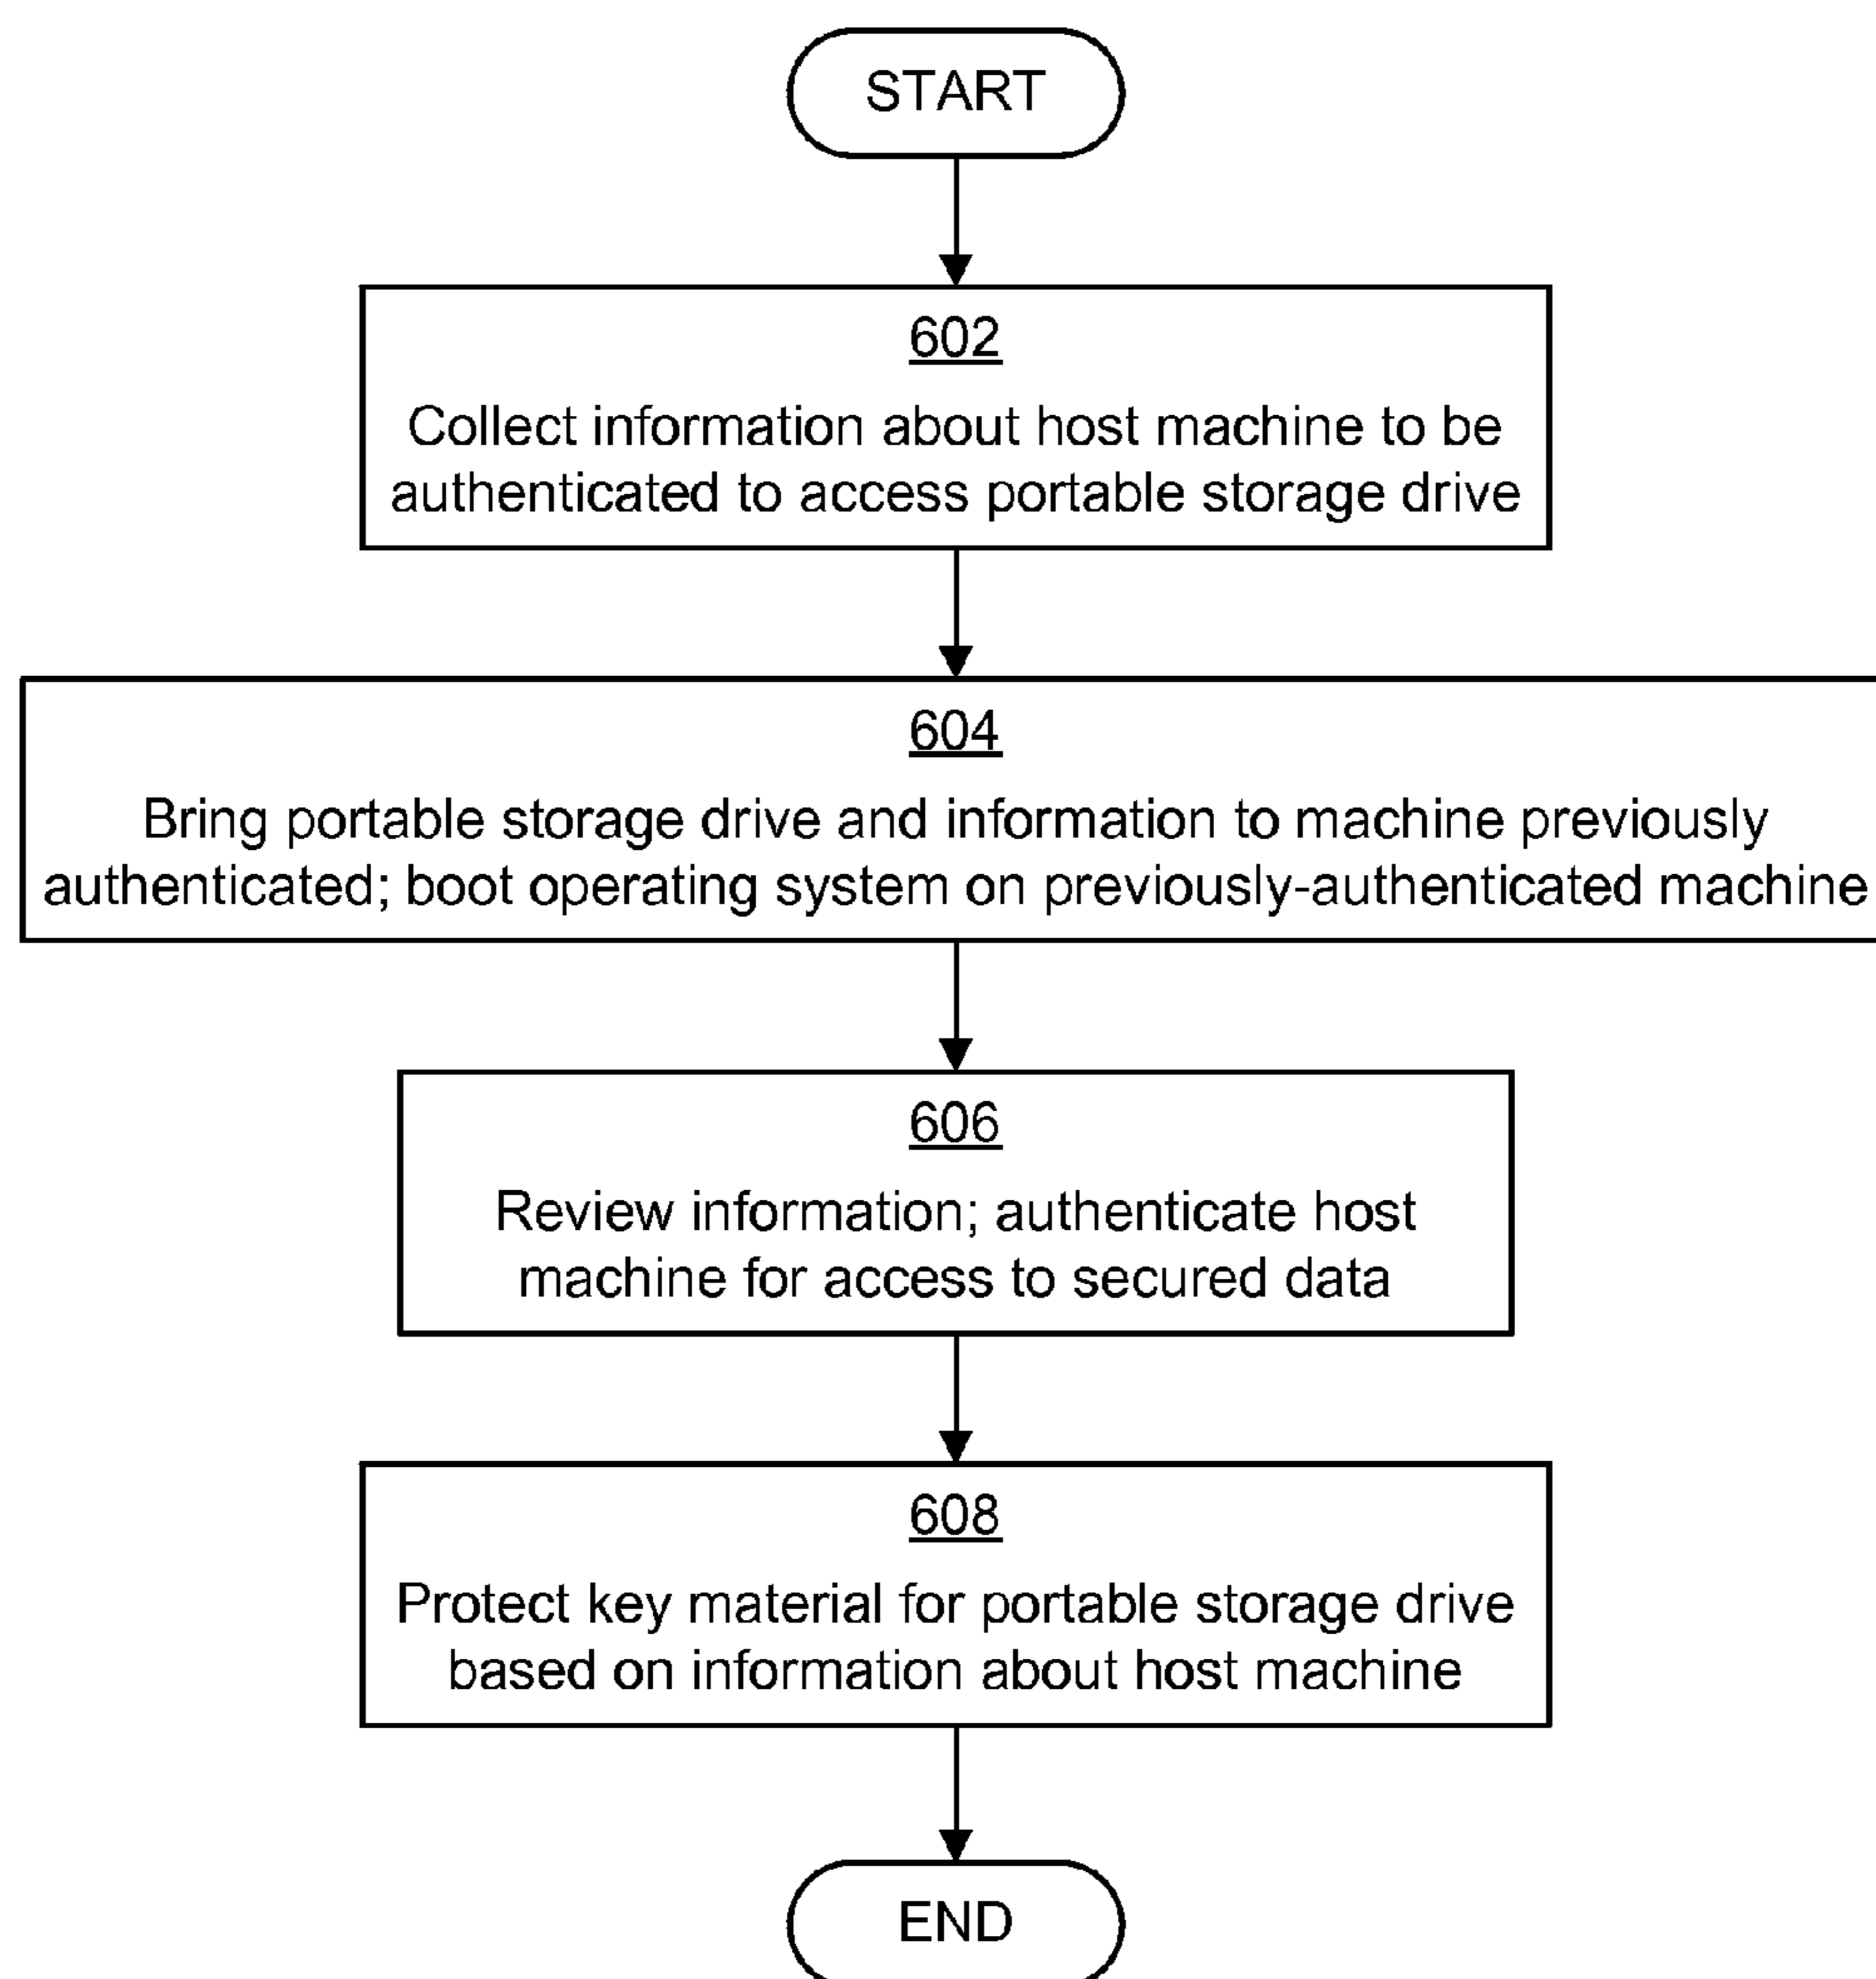 START
602
Collect information about host machine to be
authenticated to access portable storage drive
604
Bring portable storage drive and information to machine previously
authenticated; boot operating system on previously-authenticated machine
606
Review information; authenticate host
machine for access to secured data
608
Protect key material for portable storage drive
based on information about host machine
END